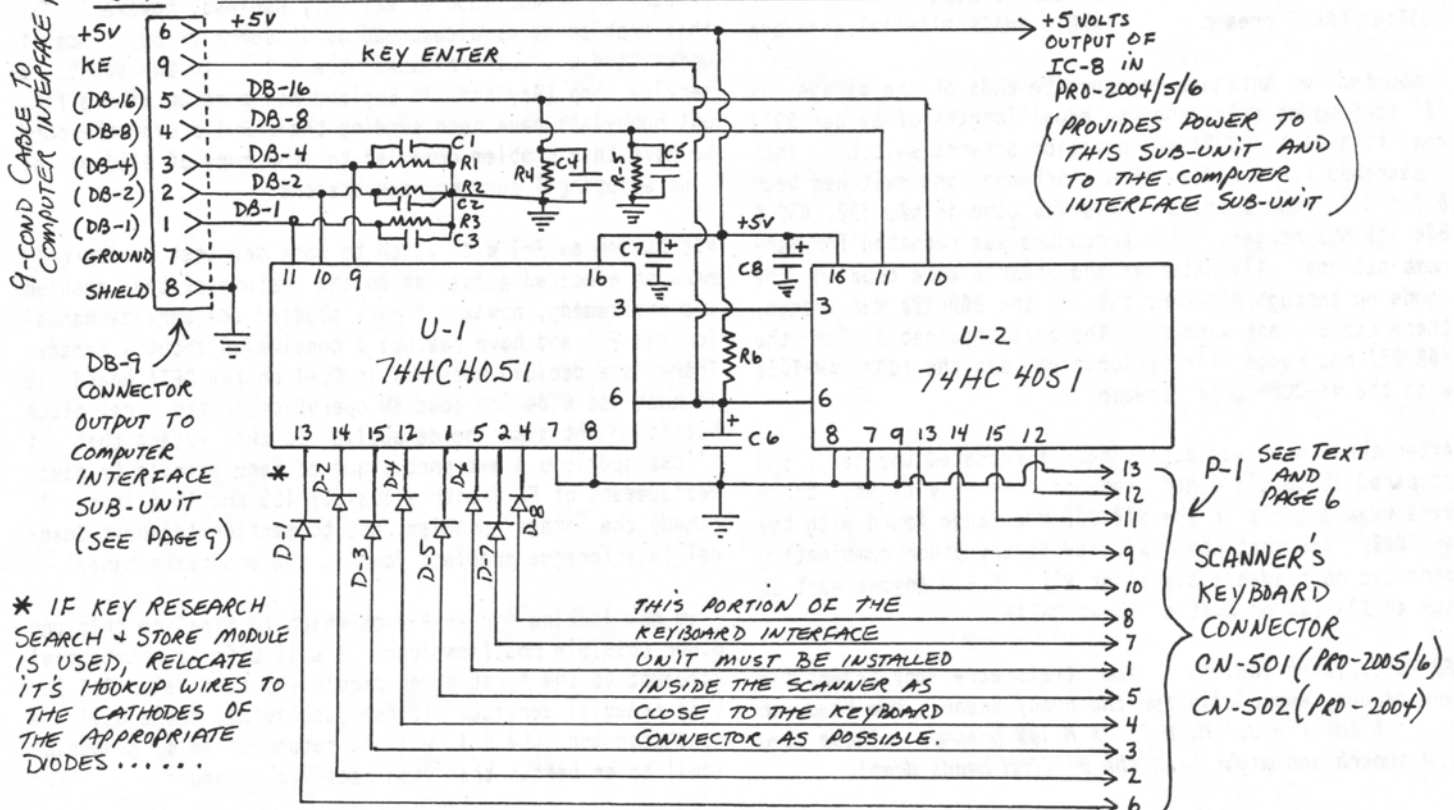 9-COND CABLE TO
COMPUTER INTERFACE
+5V 6 +5V
KE 9 KEY ENTER
(DB-16) 5 DB-16
(DB-8) 4 DB-8
(DB-4) 3 DB-4
(DB-2) 2 DB-2
(DB-1) 1 DB-1
GROUND 7
SHIELD 8
C1
R1
R2
C2
R3
C3
R4
C4
R5
C5
+5 VOLTS
OUTPUT OF
IC-8 IN
PRO-2004/5/6
(PROVIDES POWER TO
THIS SUB-UNIT AND
TO THE COMPUTER
INTERFACE SUB-UNIT)
11 10 9 16
C7 +
+5V
C8 +
16 11 10
3
6
3
6
R6
+
C6
U-1
74HC4051
U-2
74HC4051
13 14 15 12 1 5 2 4 7 8
8 7 9 13 14 15 12
DB-9
CONNECTOR
OUTPUT TO
COMPUTER
INTERFACE
SUB-UNIT
(SEE PAGE 9)
*
D-1
D-2
D-3
D-4
D-5
D-6
D-7
D8
* IF KEY RESEARCH
SEARCH & STORE MODULE
IS USED, RELOCATE
IT'S HOOKUP WIRES TO
THE CATHODES OF
THE APPROPRIATE
DIODES ......
THIS PORTION OF THE
KEYBOARD INTERFACE
UNIT MUST BE INSTALLED
INSIDE THE SCANNER AS
CLOSE TO THE KEYBOARD
CONNECTOR AS POSSIBLE.
13
12
11
9
10
8
7
1
5
4
3
2
6
P-1 SEE TEXT
AND
PAGE 6
SCANNER'S
KEYBOARD
CONNECTOR
CN-501 (PRO-2005/6)
CN-502 (PRO-2004)